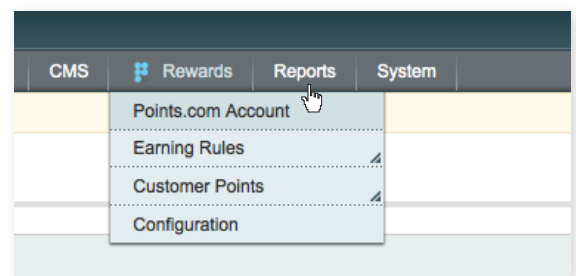 CMS Rewards Reports System
Points.com Account
Earning Rules
Customer Points
Configuration